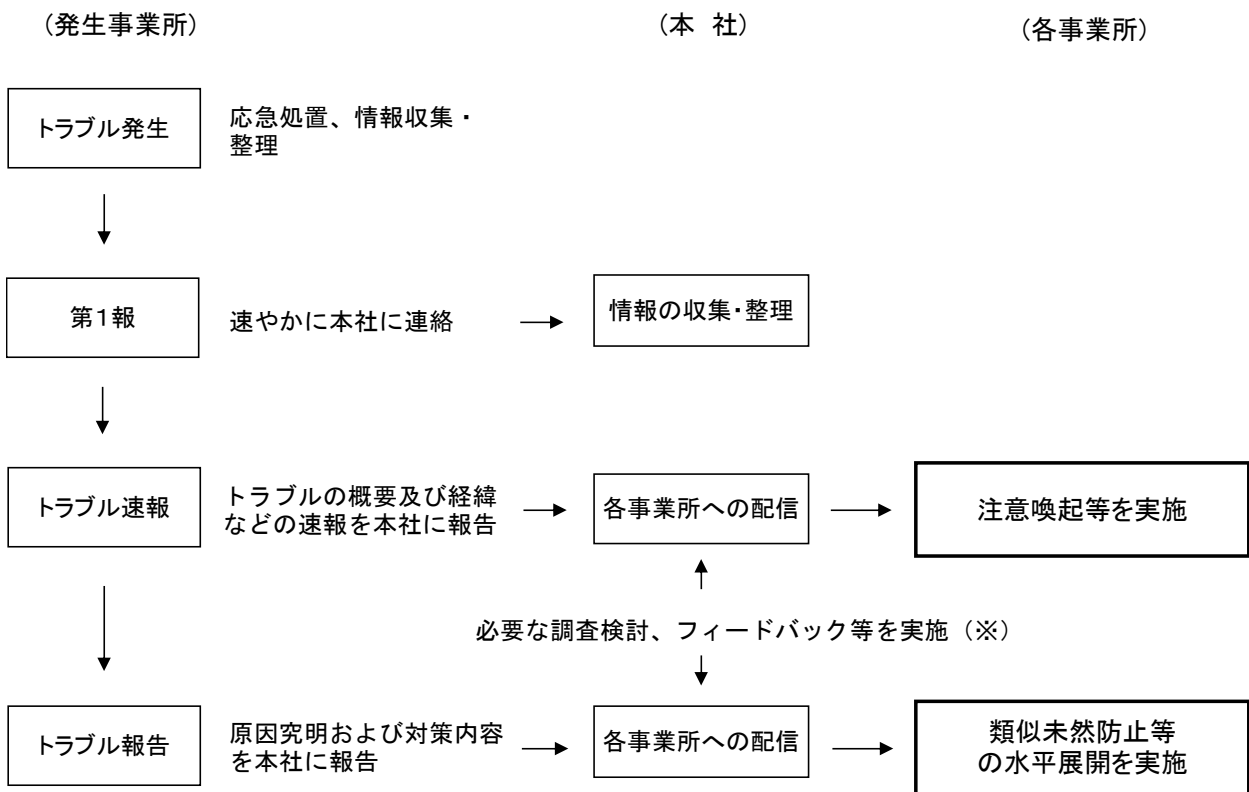 （発生事業所）
（本 社）
（各事業所）
トラブル発生
応急処置、情報収集・
整理
第１報
速やかに本社に連絡
情報の収集・整理
トラブル速報
トラブルの概要及び経緯
などの速報を本社に報告
各事業所への配信
注意喚起等を実施
必要な調査検討、フィードバック等を実施（※）
トラブル報告
原因究明および対策内容
を本社に報告
各事業所への配信
類似未然防止等
の水平展開を実施